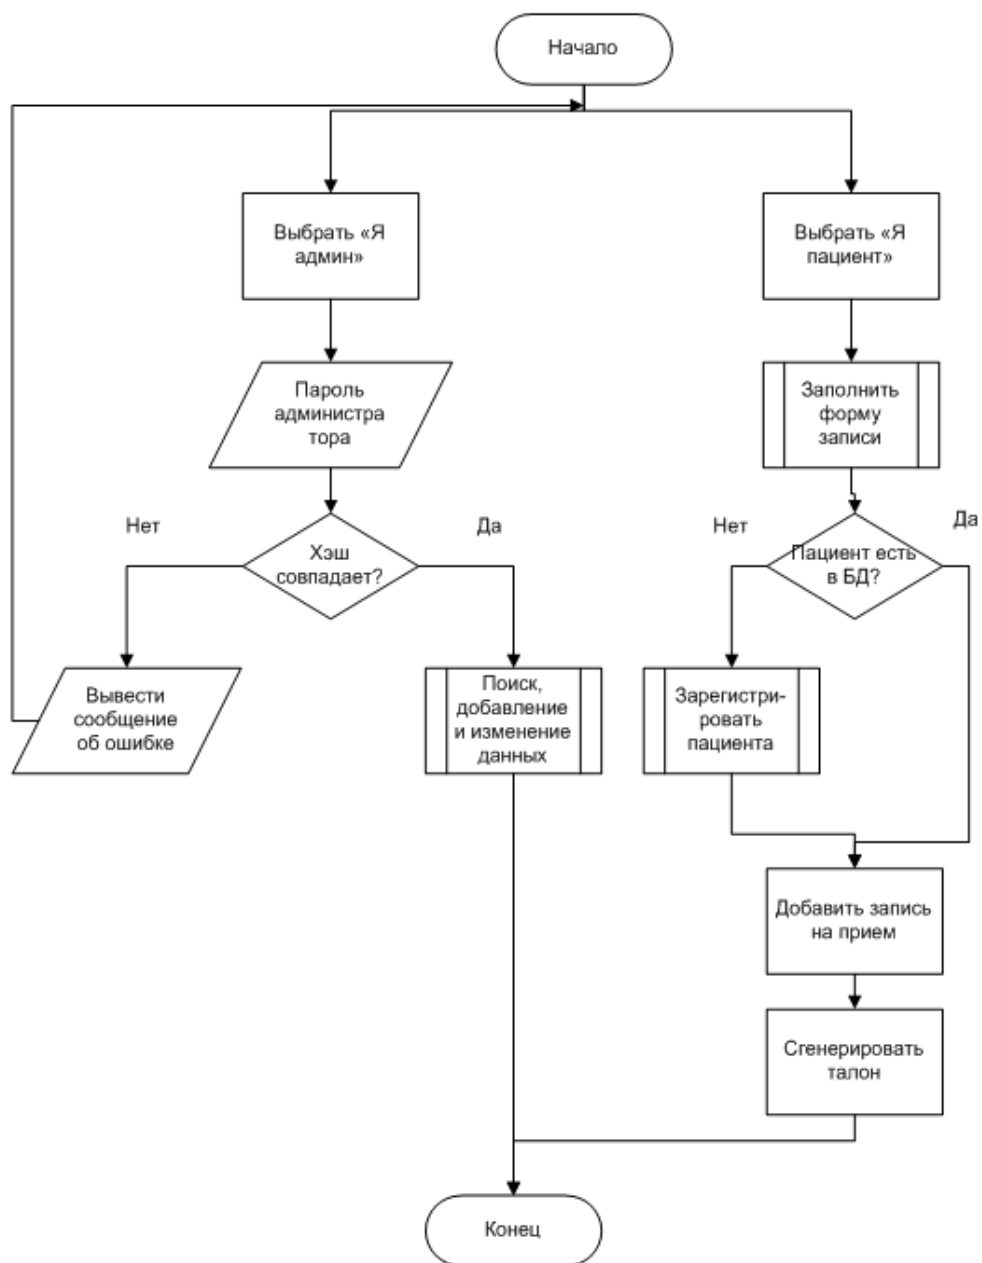 Начало
Выбрать «Я
админ»
Выбрать «Я
пациент»
Пароль
администра
тора
Заполнить
форму
записи
Нет
Да
Нет
Да
Хэш
совпадает?
Пациент есть
в БД?
Вывести
сообщение
об ошибке
Поиск,
добавление
и изменение
данных
Зарегистри-
ровать
пациента
Добавить запись
на прием
Сгенерировать
талон
Конец